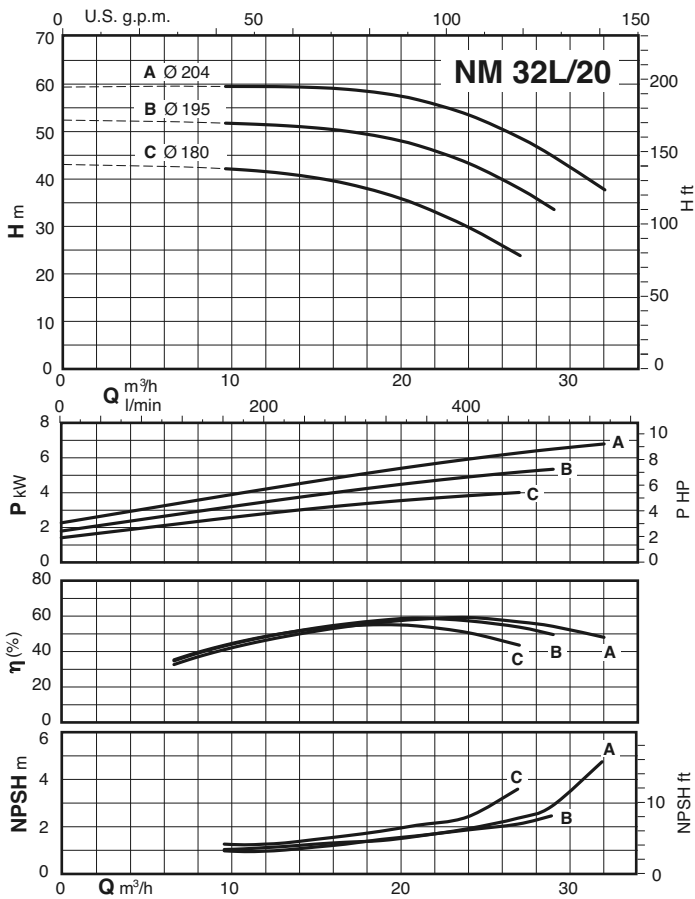 0 U.S. g.p.m. 50 100 150
70
60
50
40
30
20
10
0
H m
A Ø 204
B Ø 195
C Ø 180
NM 32L/20
200
150
100
50
0
H ft
0 10 20 30
Q m³/h
l/min
0 200 400
8
6
4
2
0
P kW
A
B
C
10
8
6
4
2
0
P HP
80
60
40
20
0
η (%)
C B A
6
4
2
0
NPSH m
C
A
B
10
0
NPSH ft
0 Q m³/h 10 20 30